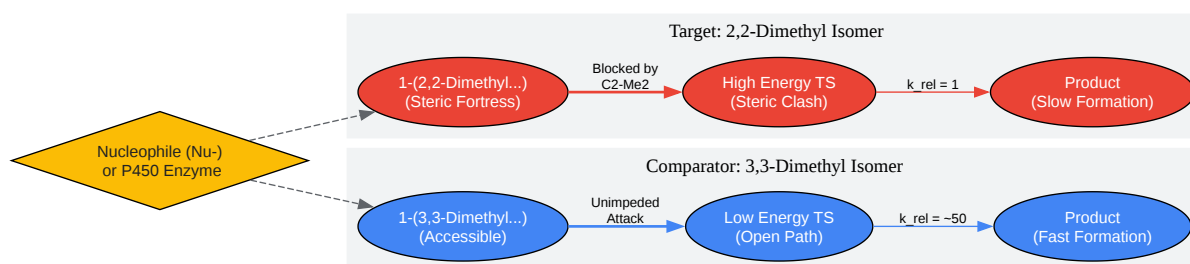 Target: 2,2-Dimethyl Isomer
1-(2,2-Dimethyl...)
(Steric Fortress)
Blocked by
C2-Me2
High Energy TS
(Steric Clash)
k_rel = 1
Product
(Slow Formation)
Nucleophile (Nu-)
or P450 Enzyme
Comparator: 3,3-Dimethyl Isomer
1-(3,3-Dimethyl...)
(Accessible)
Unimpeded
Attack
Low Energy TS
(Open Path)
k_rel = ~50
Product
(Fast Formation)